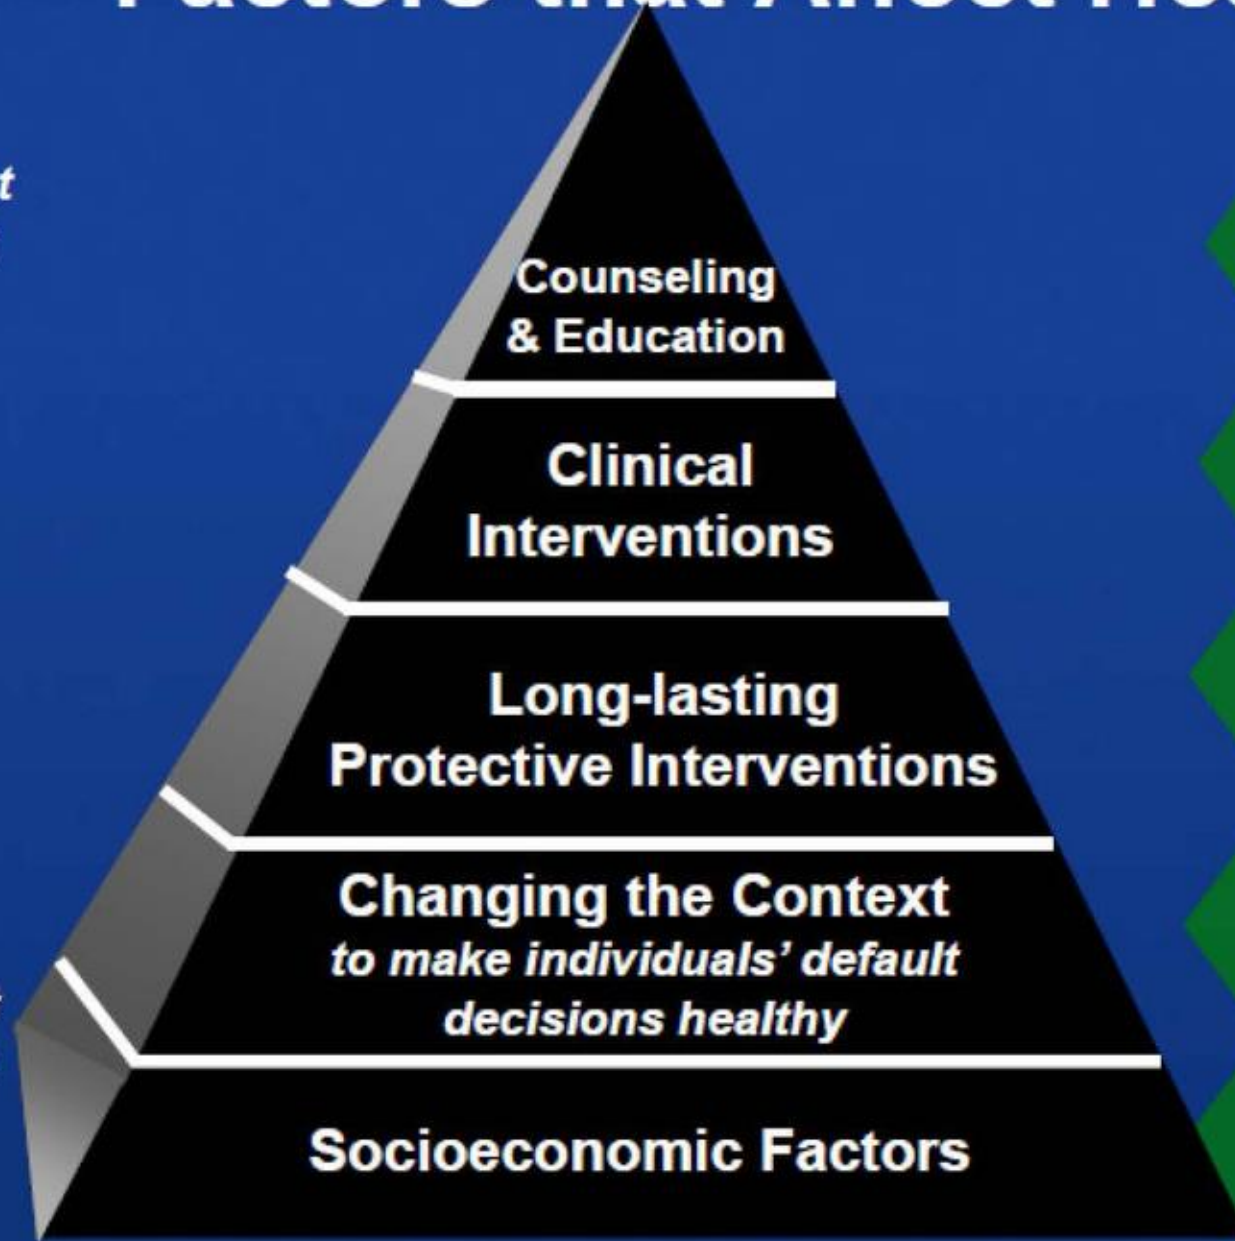 Counseling
& Education
Clinical
Interventions
Long-lasting
Protective Interventions
Changing the Context
to make individuals’ default
decisions healthy
Socioeconomic Factors